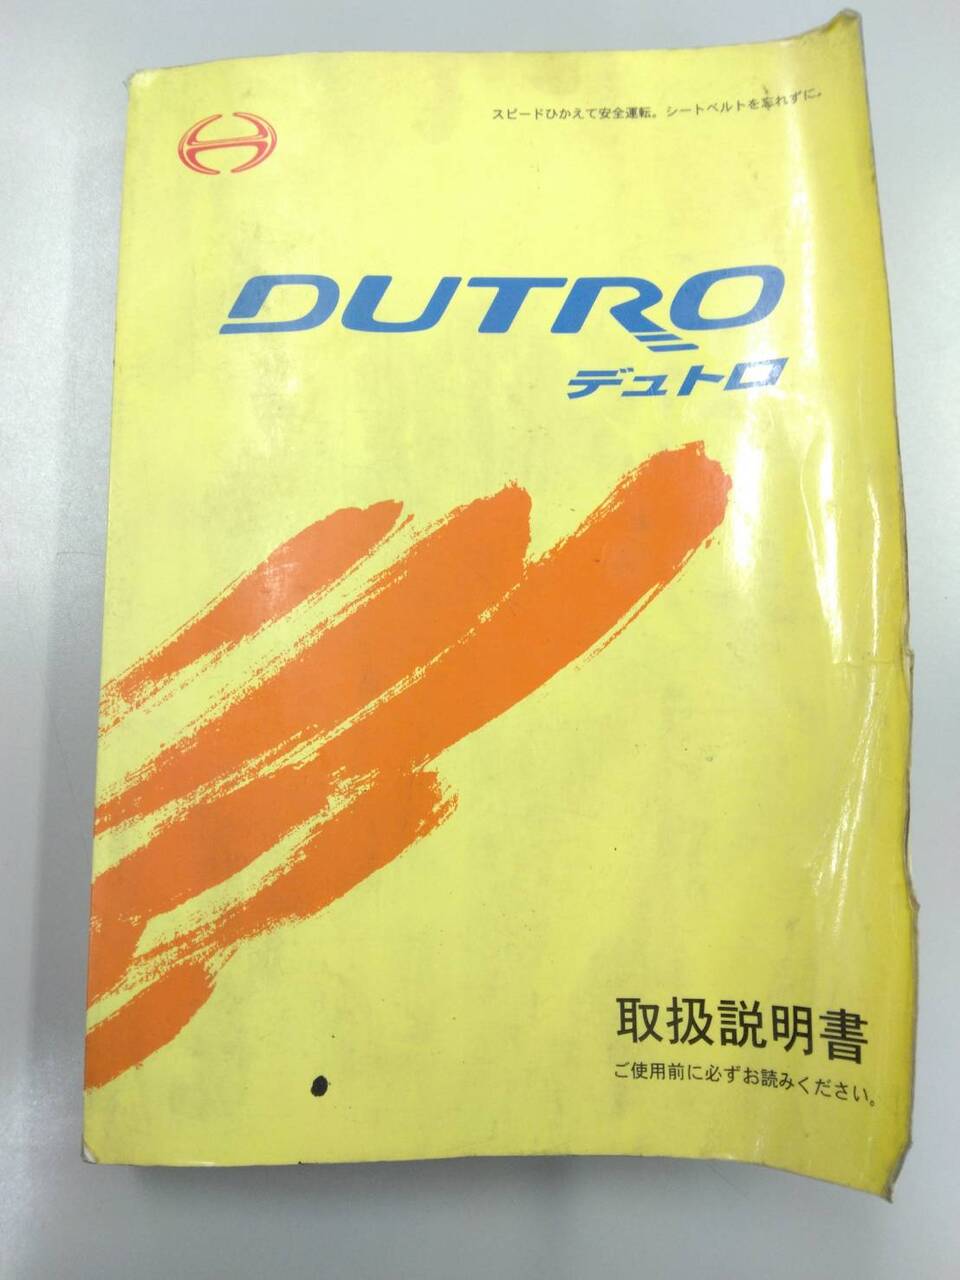 スピードひかえて安全運転。シートベルトを忘れずに。
DUTRO
デュトロ
取扱説明書
ご使用前に必ずお読みください。